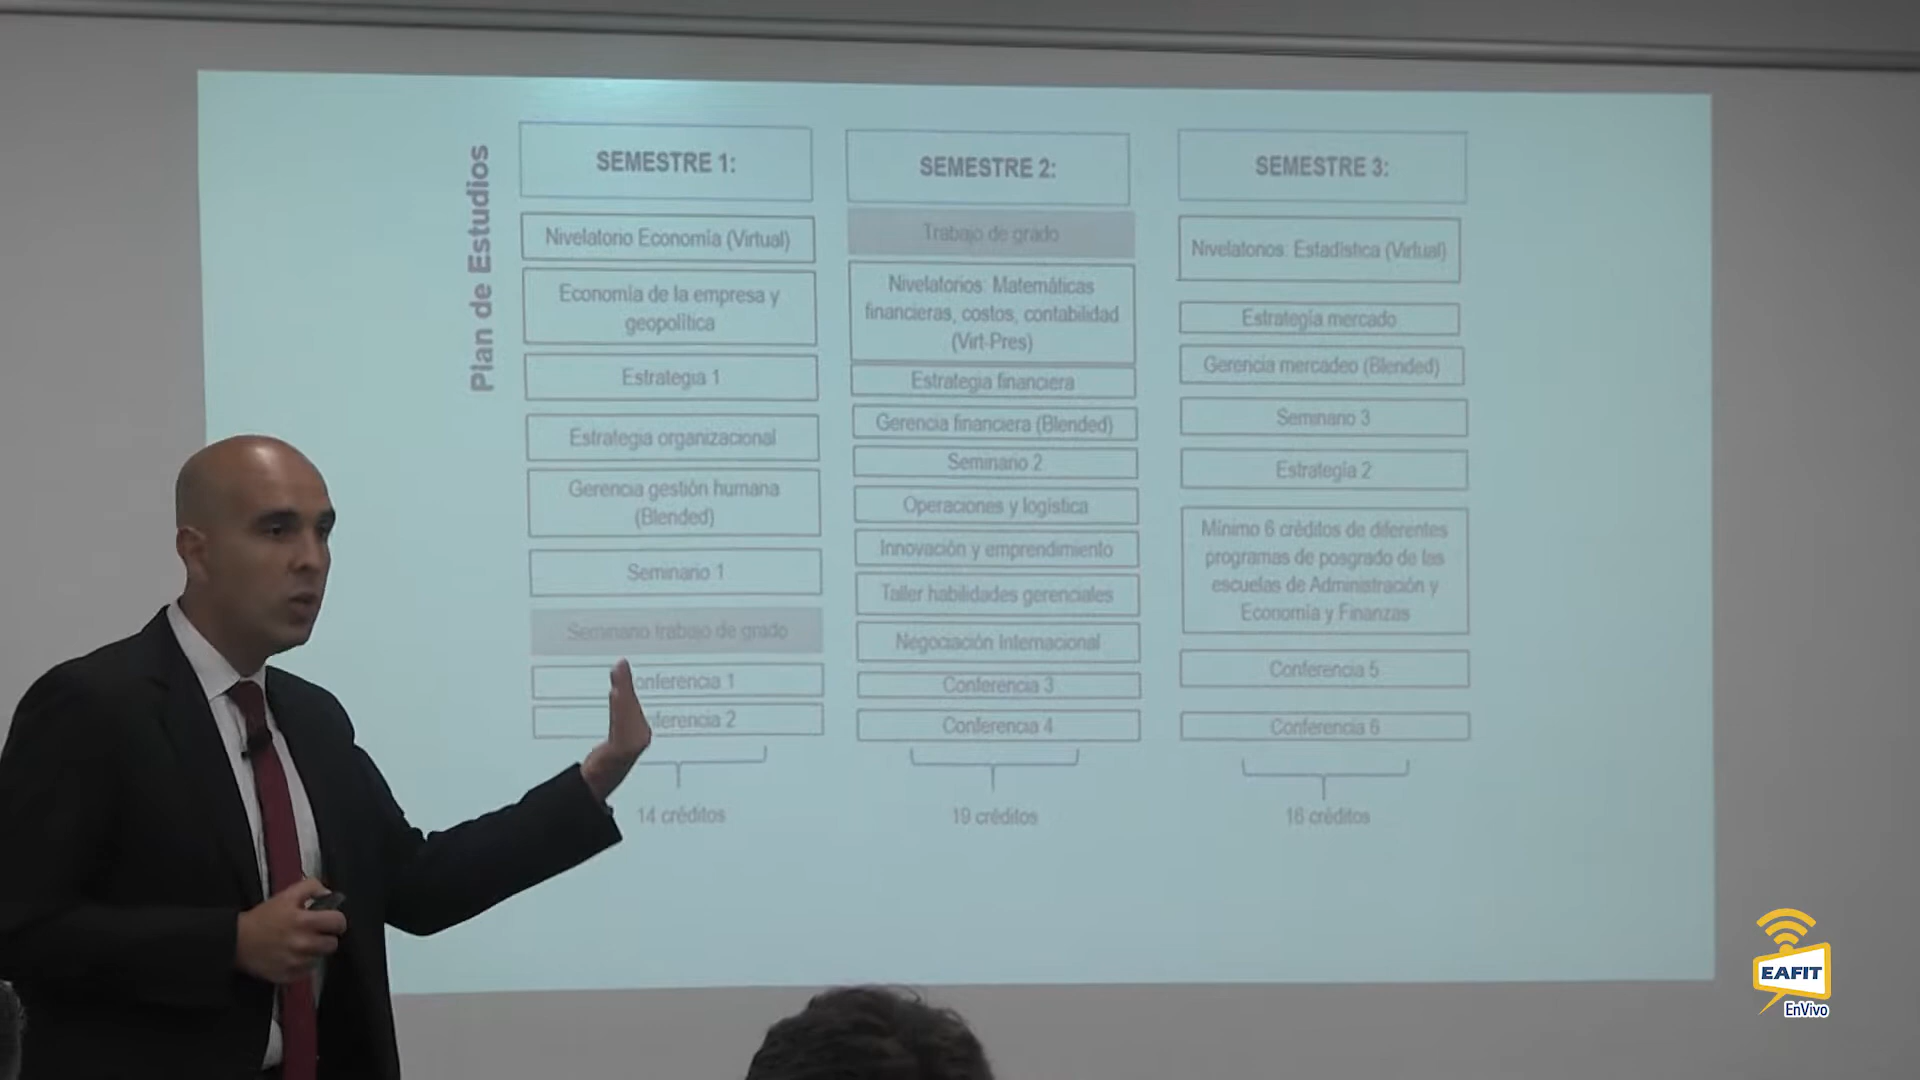 Plan de Estudios
SEMESTRE 1:
Nivelatorio Economía (Virtual)
Economía de la empresa y
geopolítica
Estrategia 1
Estrategia organizacional
Gerencia gestión humana
(Blended)
Seminario 1
Seminario trabajo de grado
onferencia 1
nferencia 2
14 créditos
SEMESTRE 2:
Trabajo de grado
Nivelatorios: Matemáticas
financieras, costos, contabilidad
(Virt-Pres)
Estrategia financiera
Gerencia financiera (Blended)
Seminario 2
Operaciones y logística
Innovación y emprendimiento
Taller habilidades gerenciales
Negociación Internacional
Conferencia 3
Conferencia 4
19 créditos
SEMESTRE 3:
Nivelatorios: Estadística (Virtual)
Estrategia mercado
Gerencia mercadeo (Blended)
Seminario 3
Estrategia 2
Mínimo 6 créditos de diferentes
programas de posgrado de las
escuelas de Administración y
Economía y Finanzas
Conferencia 5
Conferencia 6
16 créditos
EAFIT
EnVivo